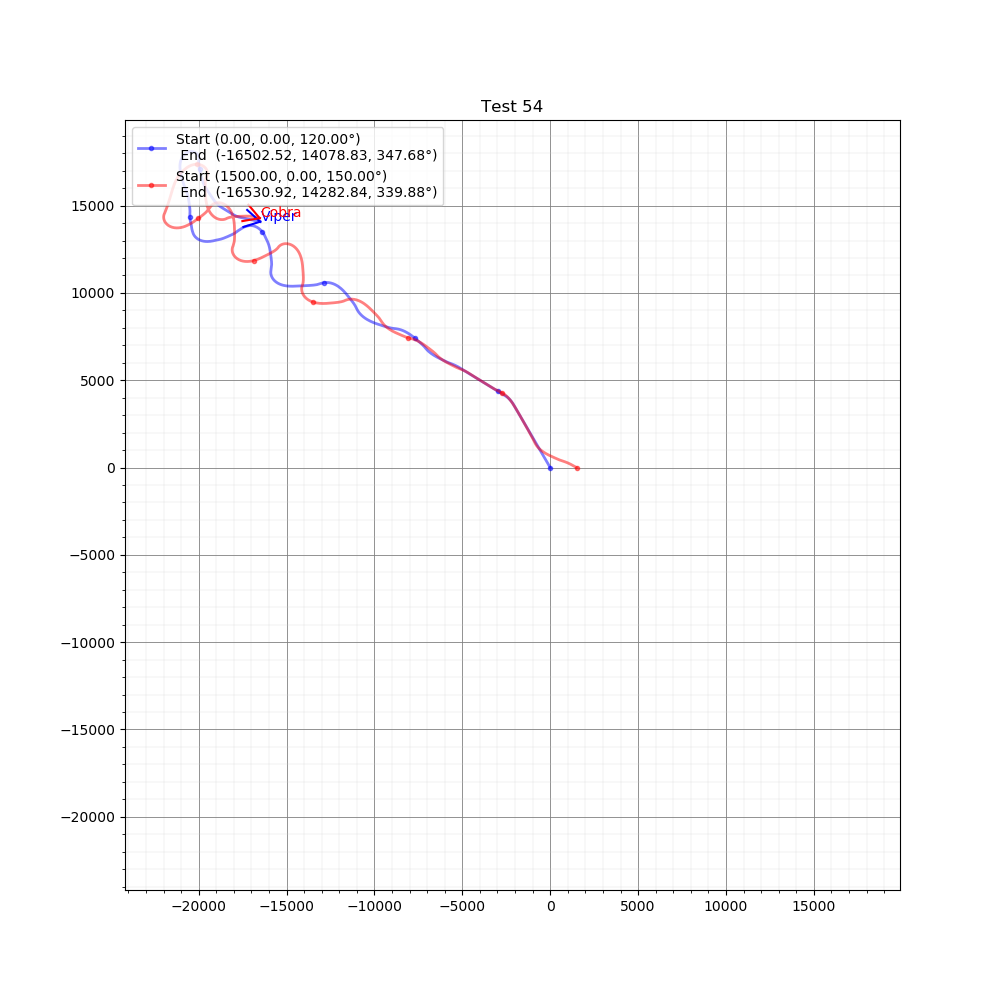 Test 54
Start (0.00, 0.00, 120.00°)
End (-16502.52, 14078.83, 347.68°)
Start (1500.00, 0.00, 150.00°)
End (-16530.92, 14282.84, 339.88°)
Cobra
Viper
15000
10000
5000
0
−5000
−10000
−15000
−20000
−20000 −15000 −10000 −5000 0 5000 10000 15000